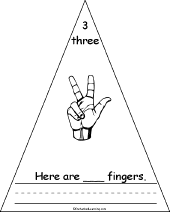 3
three
Here are ___ fingers.
©EnchantedLearning.com